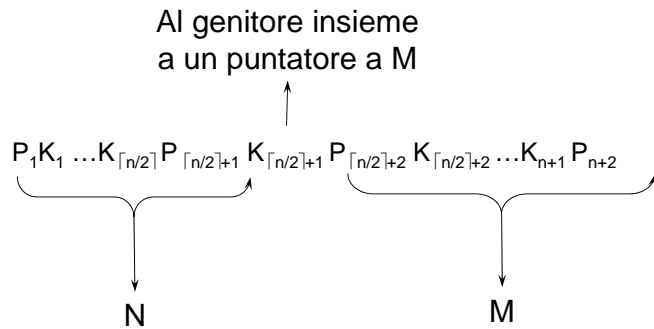 Al genitore insieme
a un puntatore a M
P₁K₁ …K⌈n/2⌉P⌈n/2⌉+1 K⌈n/2⌉+1 P⌈n/2⌉+2 K⌈n/2⌉+2 …Kn+1 Pn+2
N M